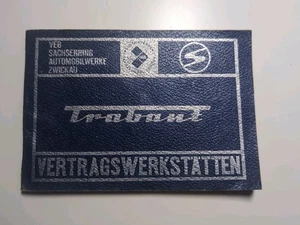 VEB
SACHSENRING
AUTOMOBILWERKE
ZWICKAU
S
Trabant
VERTRAGSWERKSTÄTTEN